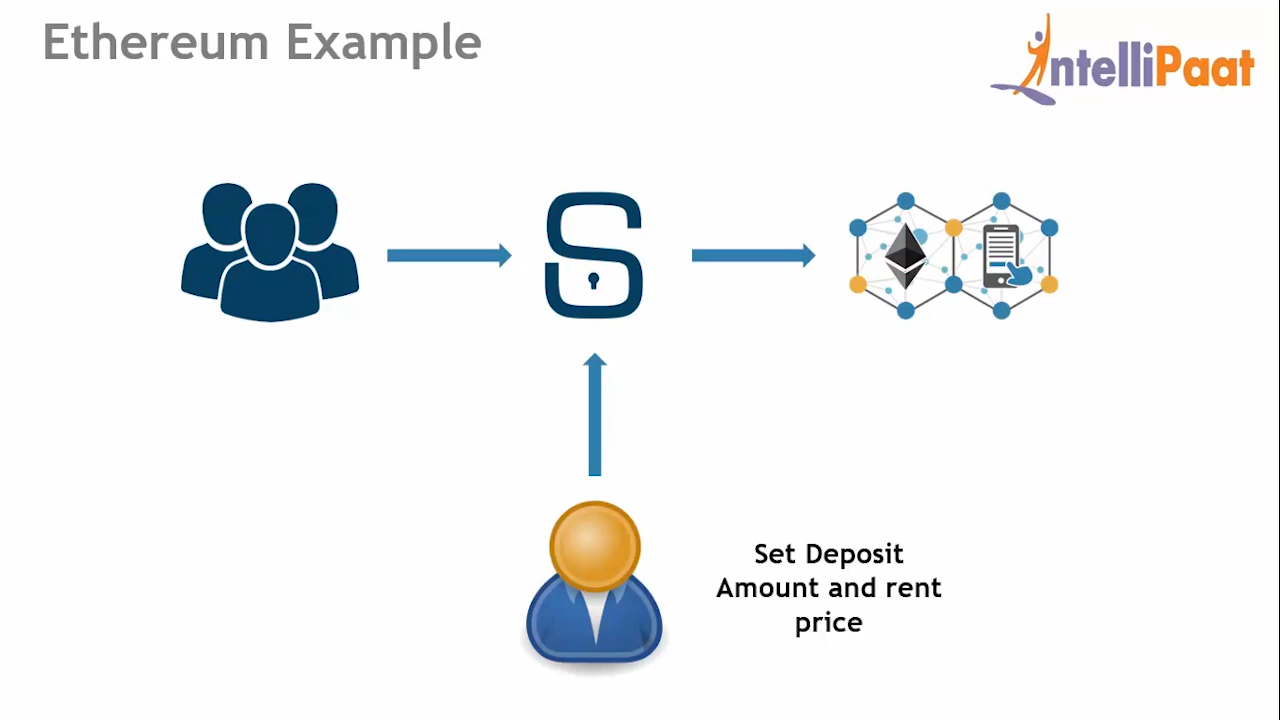 Ethereum Example
IntelliPaat
S
Set Deposit
Amount and rent
price